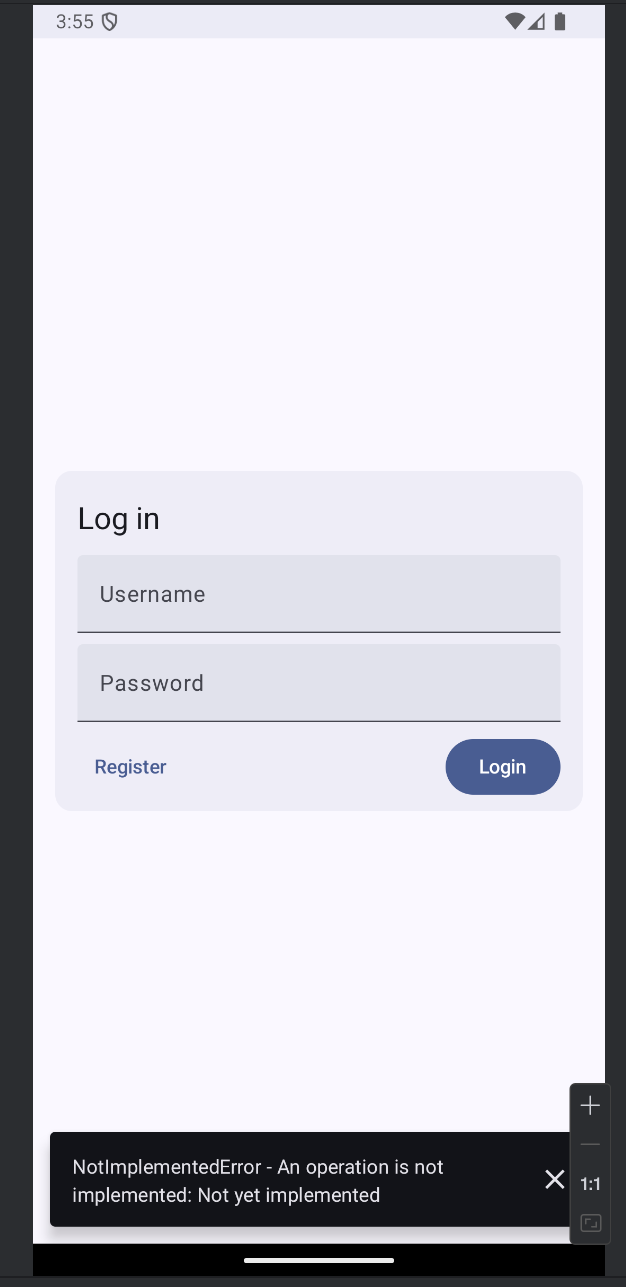 3:55
Log in
Username
Password
Register
Login
NotImplementedError - An operation is not
implemented: Not yet implemented
1:1